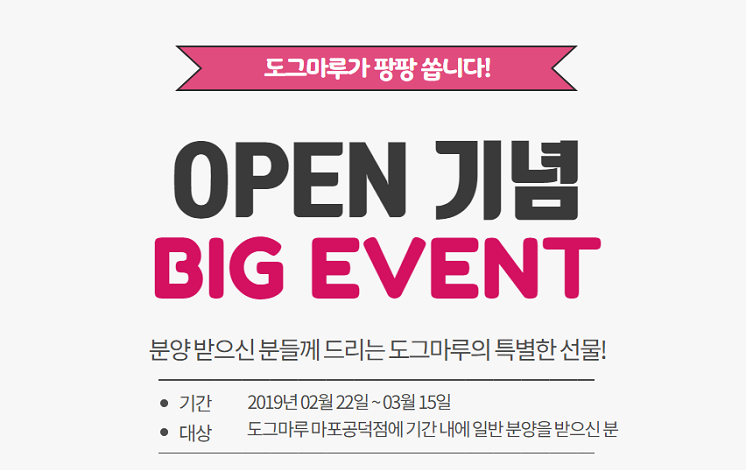 도그마루가 팡팡 쏩니다!
OPEN 기념
BIG EVENT
분양 받으신 분들께 드리는 도그마루의 특별한 선물!
● 기간 2019년 02월 22일 ~ 03월 15일
● 대상 도그마루 마포공덕점에 기간 내에 일반 분양을 받으신 분